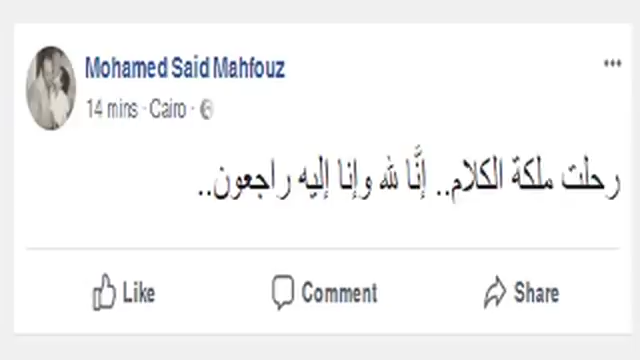 Mohamed Said Mahfouz
14 mins · Cairo ·
رحلت ملكة الكلام.. إنَّا لله وإنا إليه راجعون..
Like Comment Share